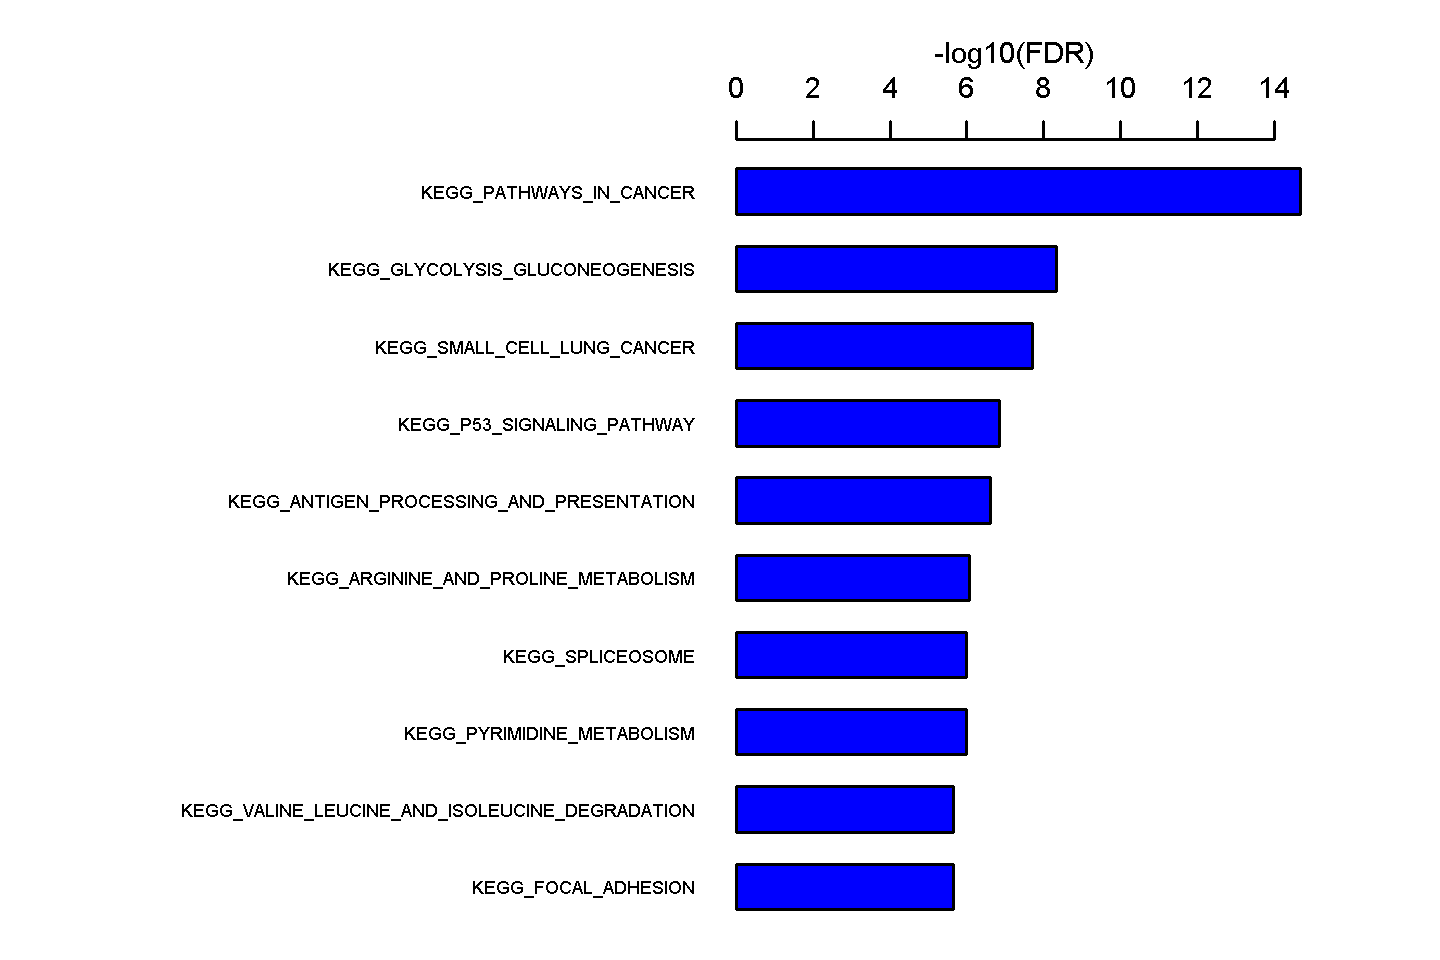 -log10(FDR)
0 2 4 6 8 10 12 14
KEGG_PATHWAYS_IN_CANCER
KEGG_GLYCOLYSIS_GLUCONEOGENESIS
KEGG_SMALL_CELL_LUNG_CANCER
KEGG_P53_SIGNALING_PATHWAY
KEGG_ANTIGEN_PROCESSING_AND_PRESENTATION
KEGG_ARGININE_AND_PROLINE_METABOLISM
KEGG_SPLICEOSOME
KEGG_PYRIMIDINE_METABOLISM
KEGG_VALINE_LEUCINE_AND_ISOLEUCINE_DEGRADATION
KEGG_FOCAL_ADHESION